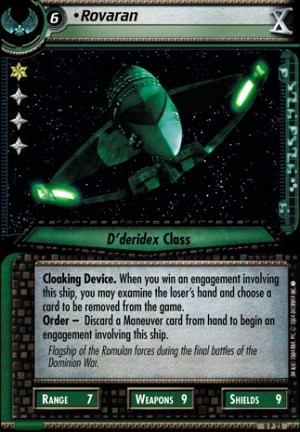 6 •Rovaran
D'deridex Class
Cloaking Device. When you win an engagement involving
this ship, you may examine the loser's hand and choose a
card to be removed from the game.
Order – Discard a Maneuver card from hand to begin an
engagement involving this ship.
Flagship of the Romulan forces during the final battles of the
Dominion War.
RANGE 7 WEAPONS 9 SHIELDS 9